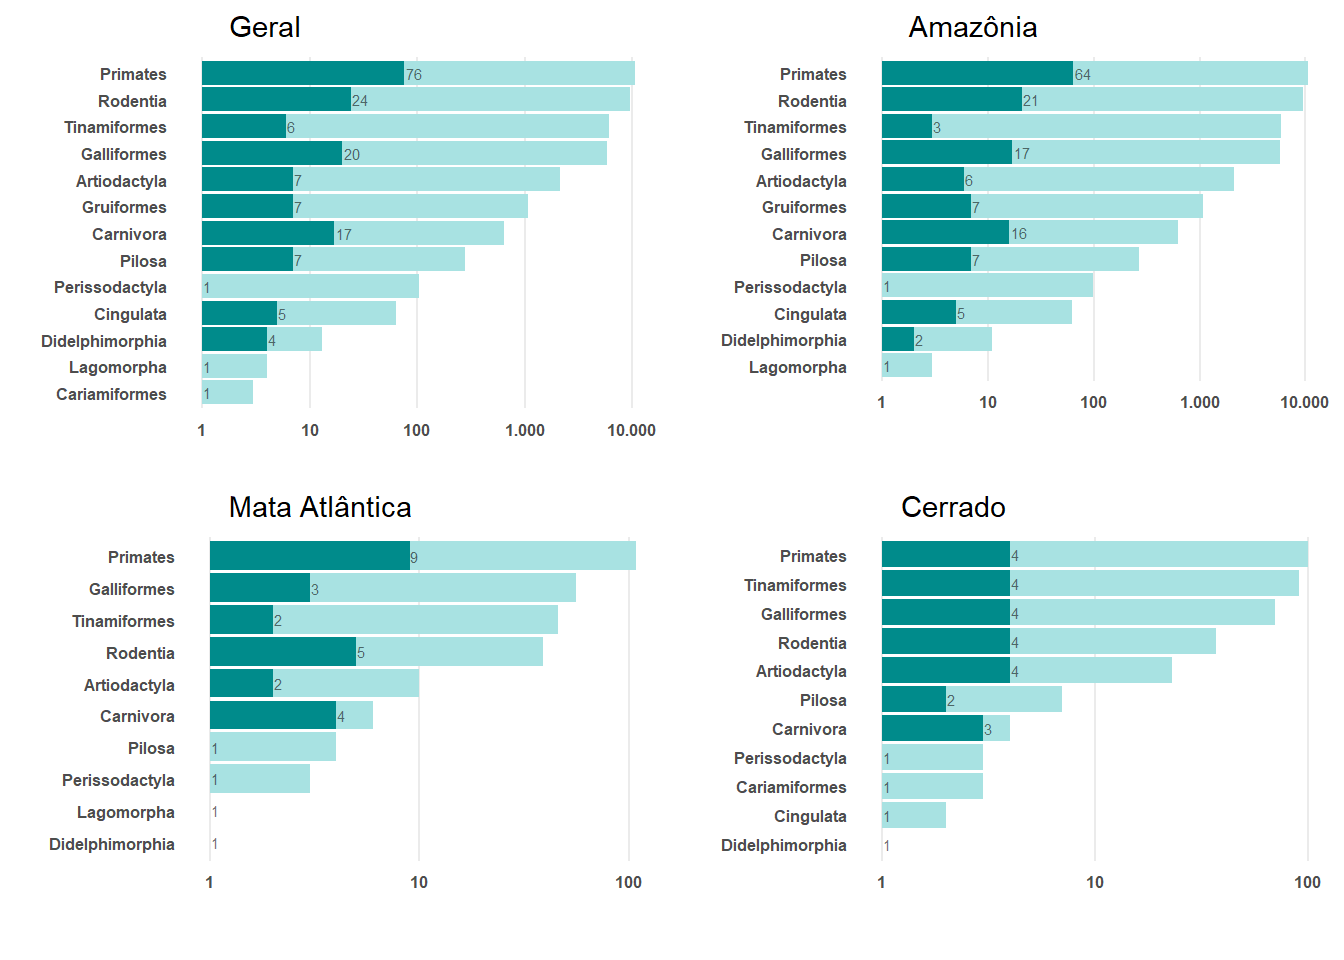 Geral
Primates 76
Rodentia 24
Tinamiformes 6
Galliformes 20
Artiodactyla 7
Gruiformes 7
Carnivora 17
Pilosa 7
Perissodactyla 1
Cingulata 5
Didelphimorphia 4
Lagomorpha 1
Cariamiformes 1
1 10 100 1.000 10.000
Amazônia
Primates 64
Rodentia 21
Tinamiformes 3
Galliformes 17
Artiodactyla 6
Gruiformes 7
Carnivora 16
Pilosa 7
Perissodactyla 1
Cingulata 5
Didelphimorphia 2
Lagomorpha 1
1 10 100 1.000 10.000
Mata Atlântica
Primates 9
Galliformes 3
Tinamiformes 2
Rodentia 5
Artiodactyla 2
Carnivora 4
Pilosa 1
Perissodactyla 1
Lagomorpha 1
Didelphimorphia 1
1 10 100
Cerrado
Primates 4
Tinamiformes 4
Galliformes 4
Rodentia 4
Artiodactyla 4
Pilosa 2
Carnivora 3
Perissodactyla 1
Cariamiformes 1
Cingulata 1
Didelphimorphia 1
1 10 100